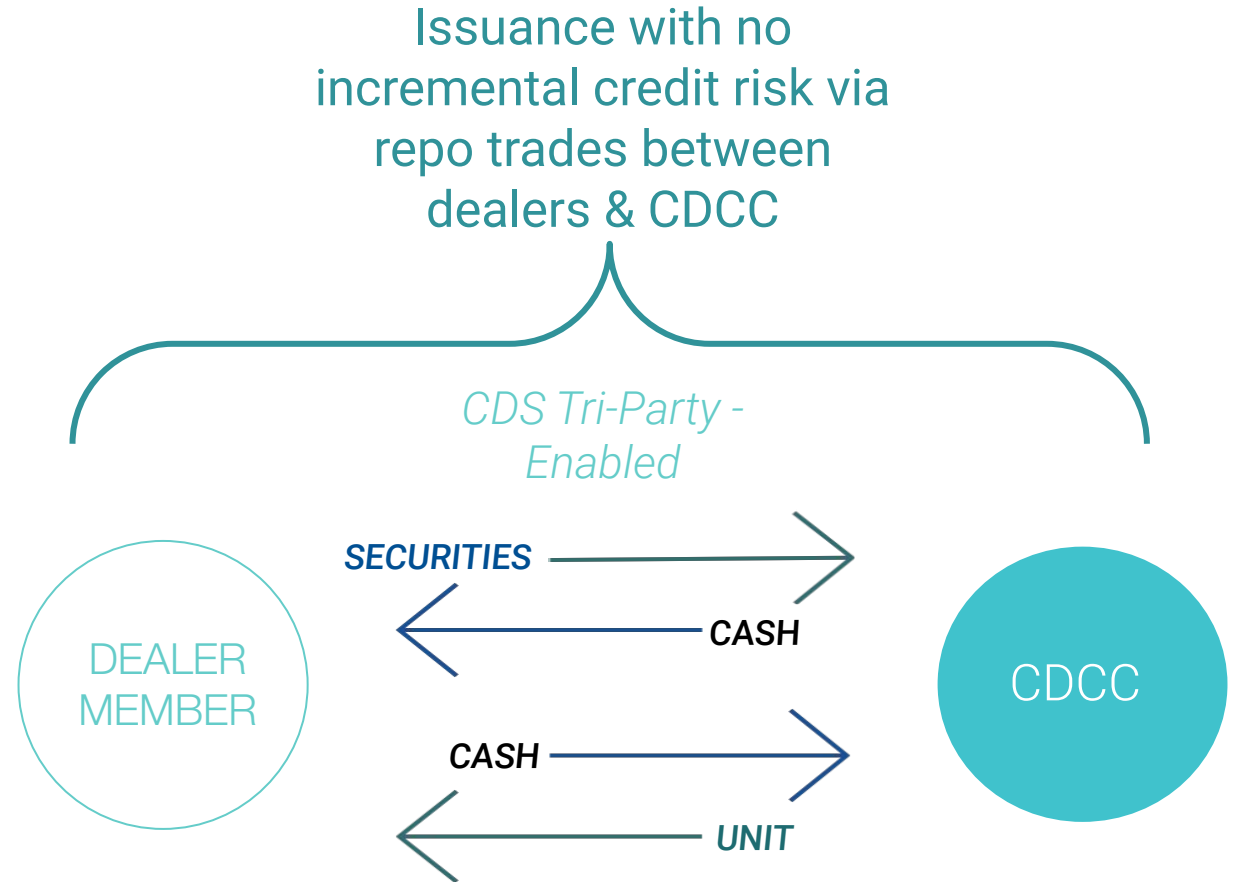 Issuance with no
incremental credit risk via
repo trades between
dealers & CDCC
CDS Tri-Party -
Enabled
SECURITIES
CASH
DEALER
MEMBER
CDCC
CASH
UNIT